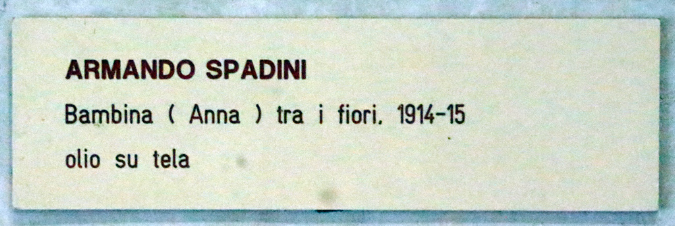 ARMANDO SPADINI
Bambina ( Anna ) tra i fiori, 1914-15
olio su tela